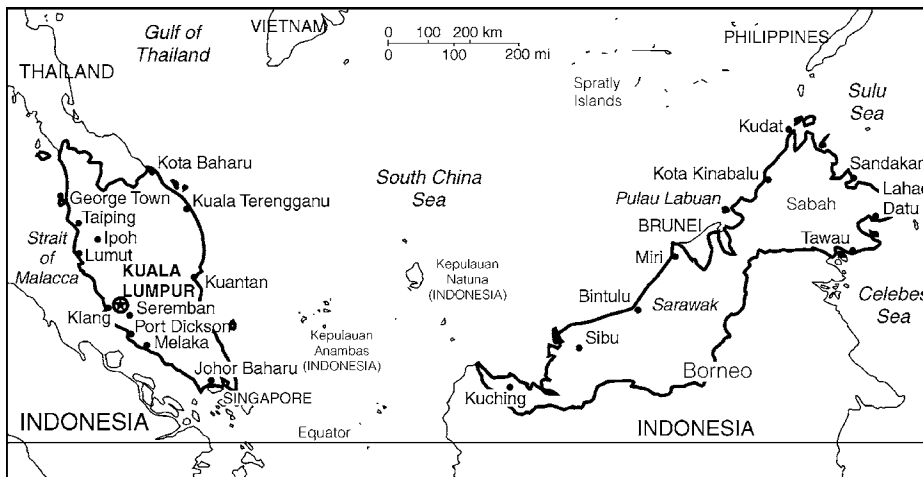 Gulf of
Thailand
VIETNAM
0 100 200 km
0 100 200 mi
PHILIPPINES
THAILAND
Spratly
Islands
Sulu
Sea
Kudat
Kota Baharu
Sandakan
Kota Kinabalu
South China
Sea
George Town
Kuala Terengganu
Lahad
Datu
Pulau Labuan
Sabah
Taiping
BRUNEI
Strait
of
Malacca
Ipoh
Lumut
Tawau
Miri
KUALA
LUMPUR
Kuantan
Kepulauan
Natuna
(INDONESIA)
Celebes
Sea
Bintulu
Sarawak
Klang
Seremban
Port Dickson
Melaka
Kepulauan
Anambas
(INDONESIA)
Sibu
Johor Baharu
Borneo
SINGAPORE
Kuching
INDONESIA
Equator
INDONESIA